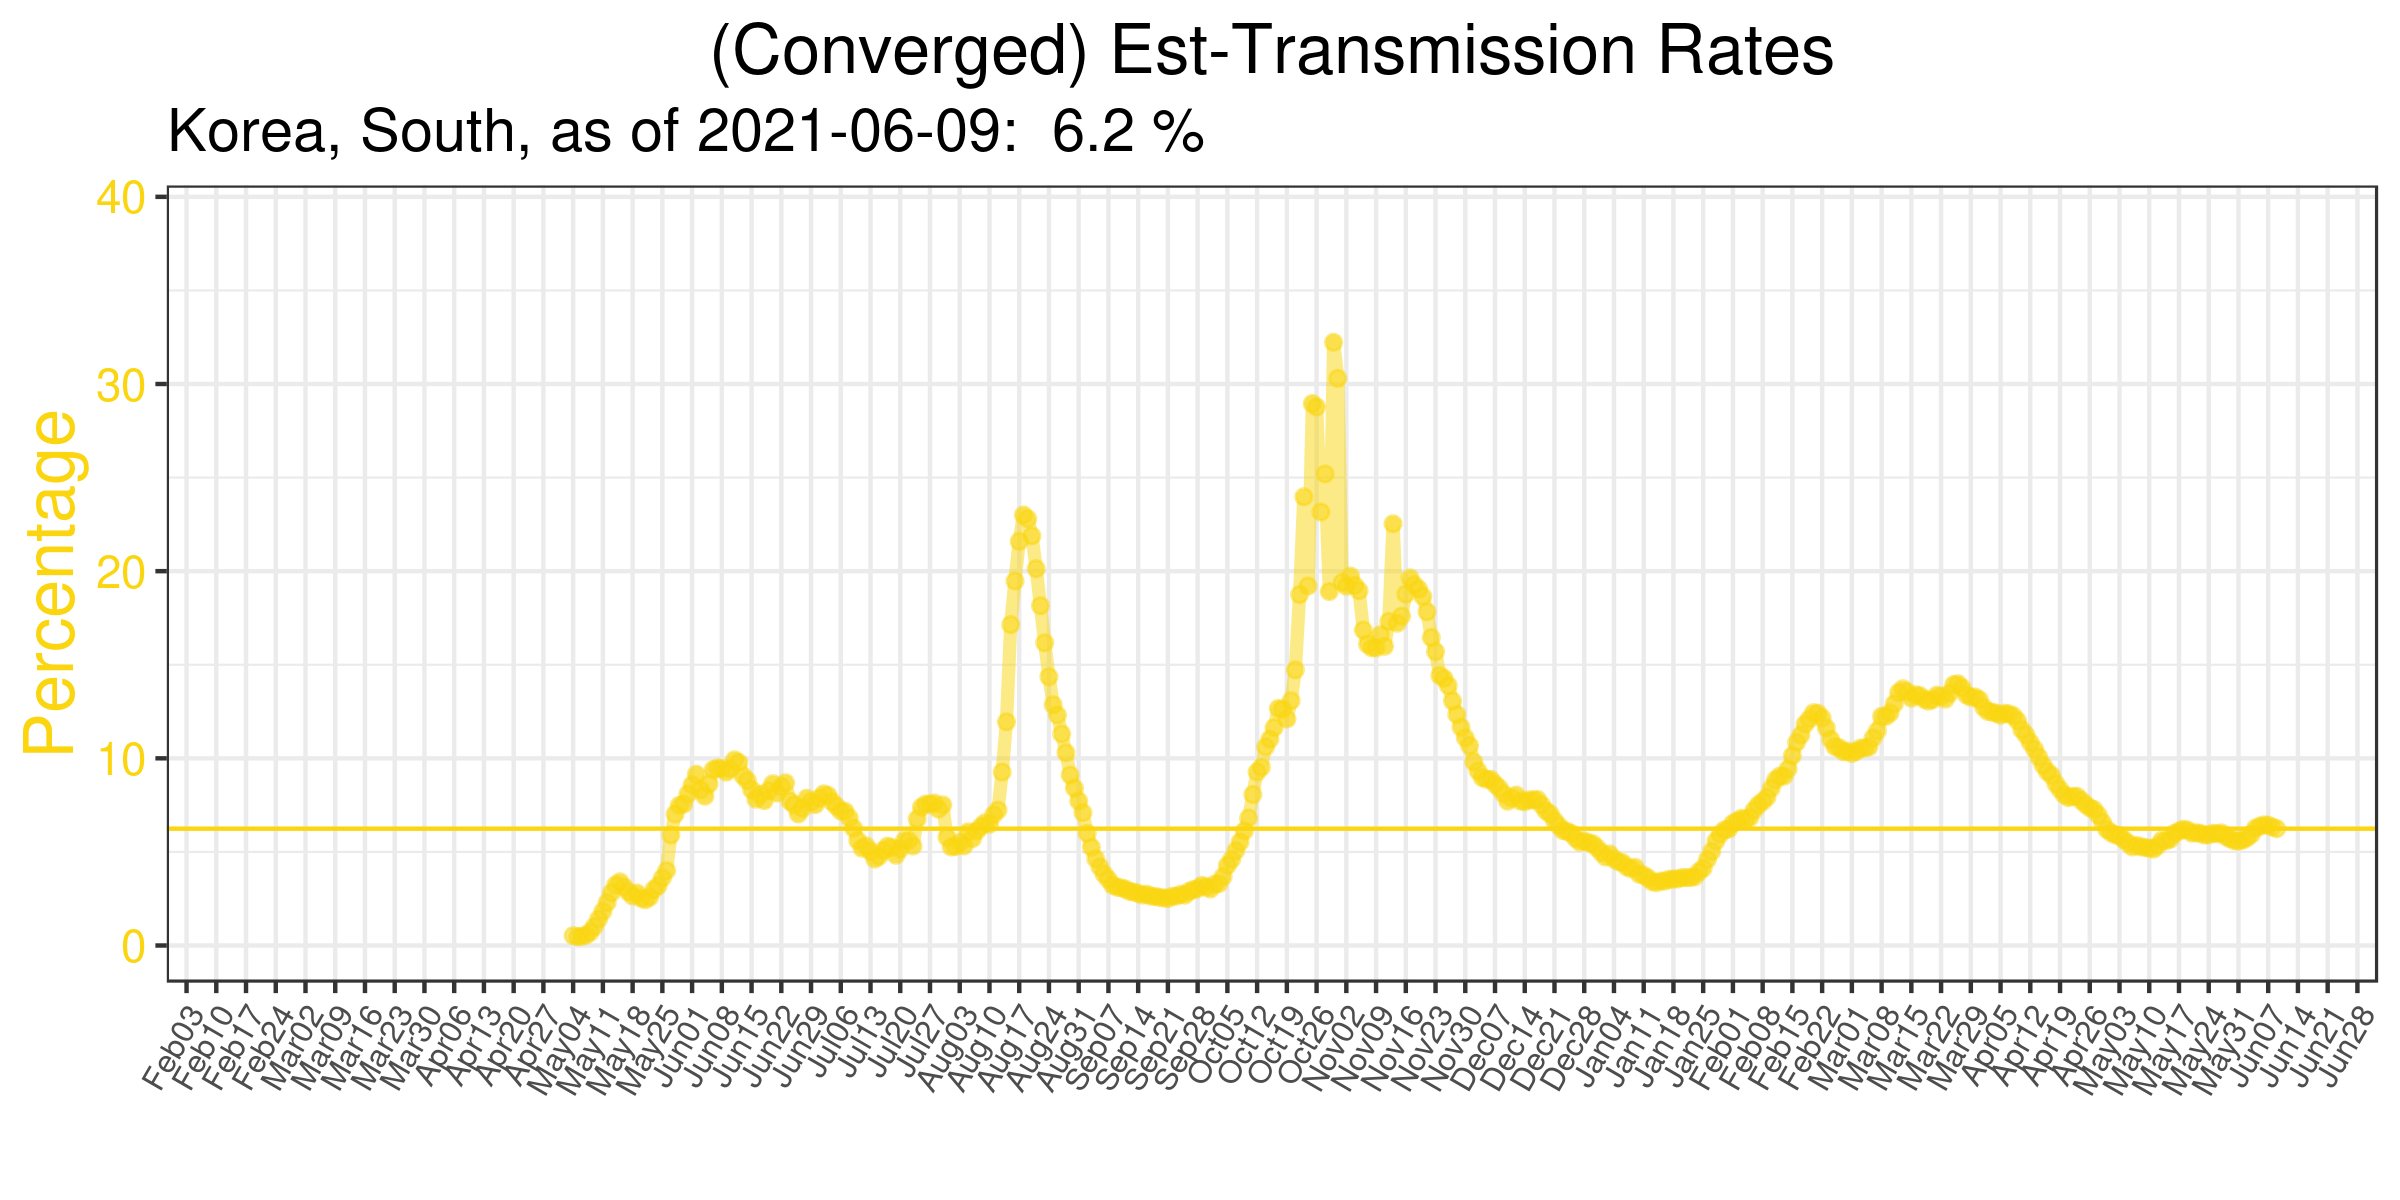 (Converged) Est-Transmission Rates
Korea, South, as of 2021-06-09:  6.2 %
Percentage
40
30
20
10
0
Feb03
Feb10
Feb17
Feb24
Mar02
Mar09
Mar16
Mar23
Mar30
Apr06
Apr13
Apr20
Apr27
May04
May11
May18
May25
Jun01
Jun08
Jun15
Jun22
Jun29
Jul06
Jul13
Jul20
Jul27
Aug03
Aug10
Aug17
Aug24
Aug31
Sep07
Sep14
Sep21
Sep28
Oct05
Oct12
Oct19
Oct26
Nov02
Nov09
Nov16
Nov23
Nov30
Dec07
Dec14
Dec21
Dec28
Jan04
Jan11
Jan18
Jan25
Feb01
Feb08
Feb15
Feb22
Mar01
Mar08
Mar15
Mar22
Mar29
Apr05
Apr12
Apr19
Apr26
May03
May10
May17
May24
May31
Jun07
Jun14
Jun21
Jun28